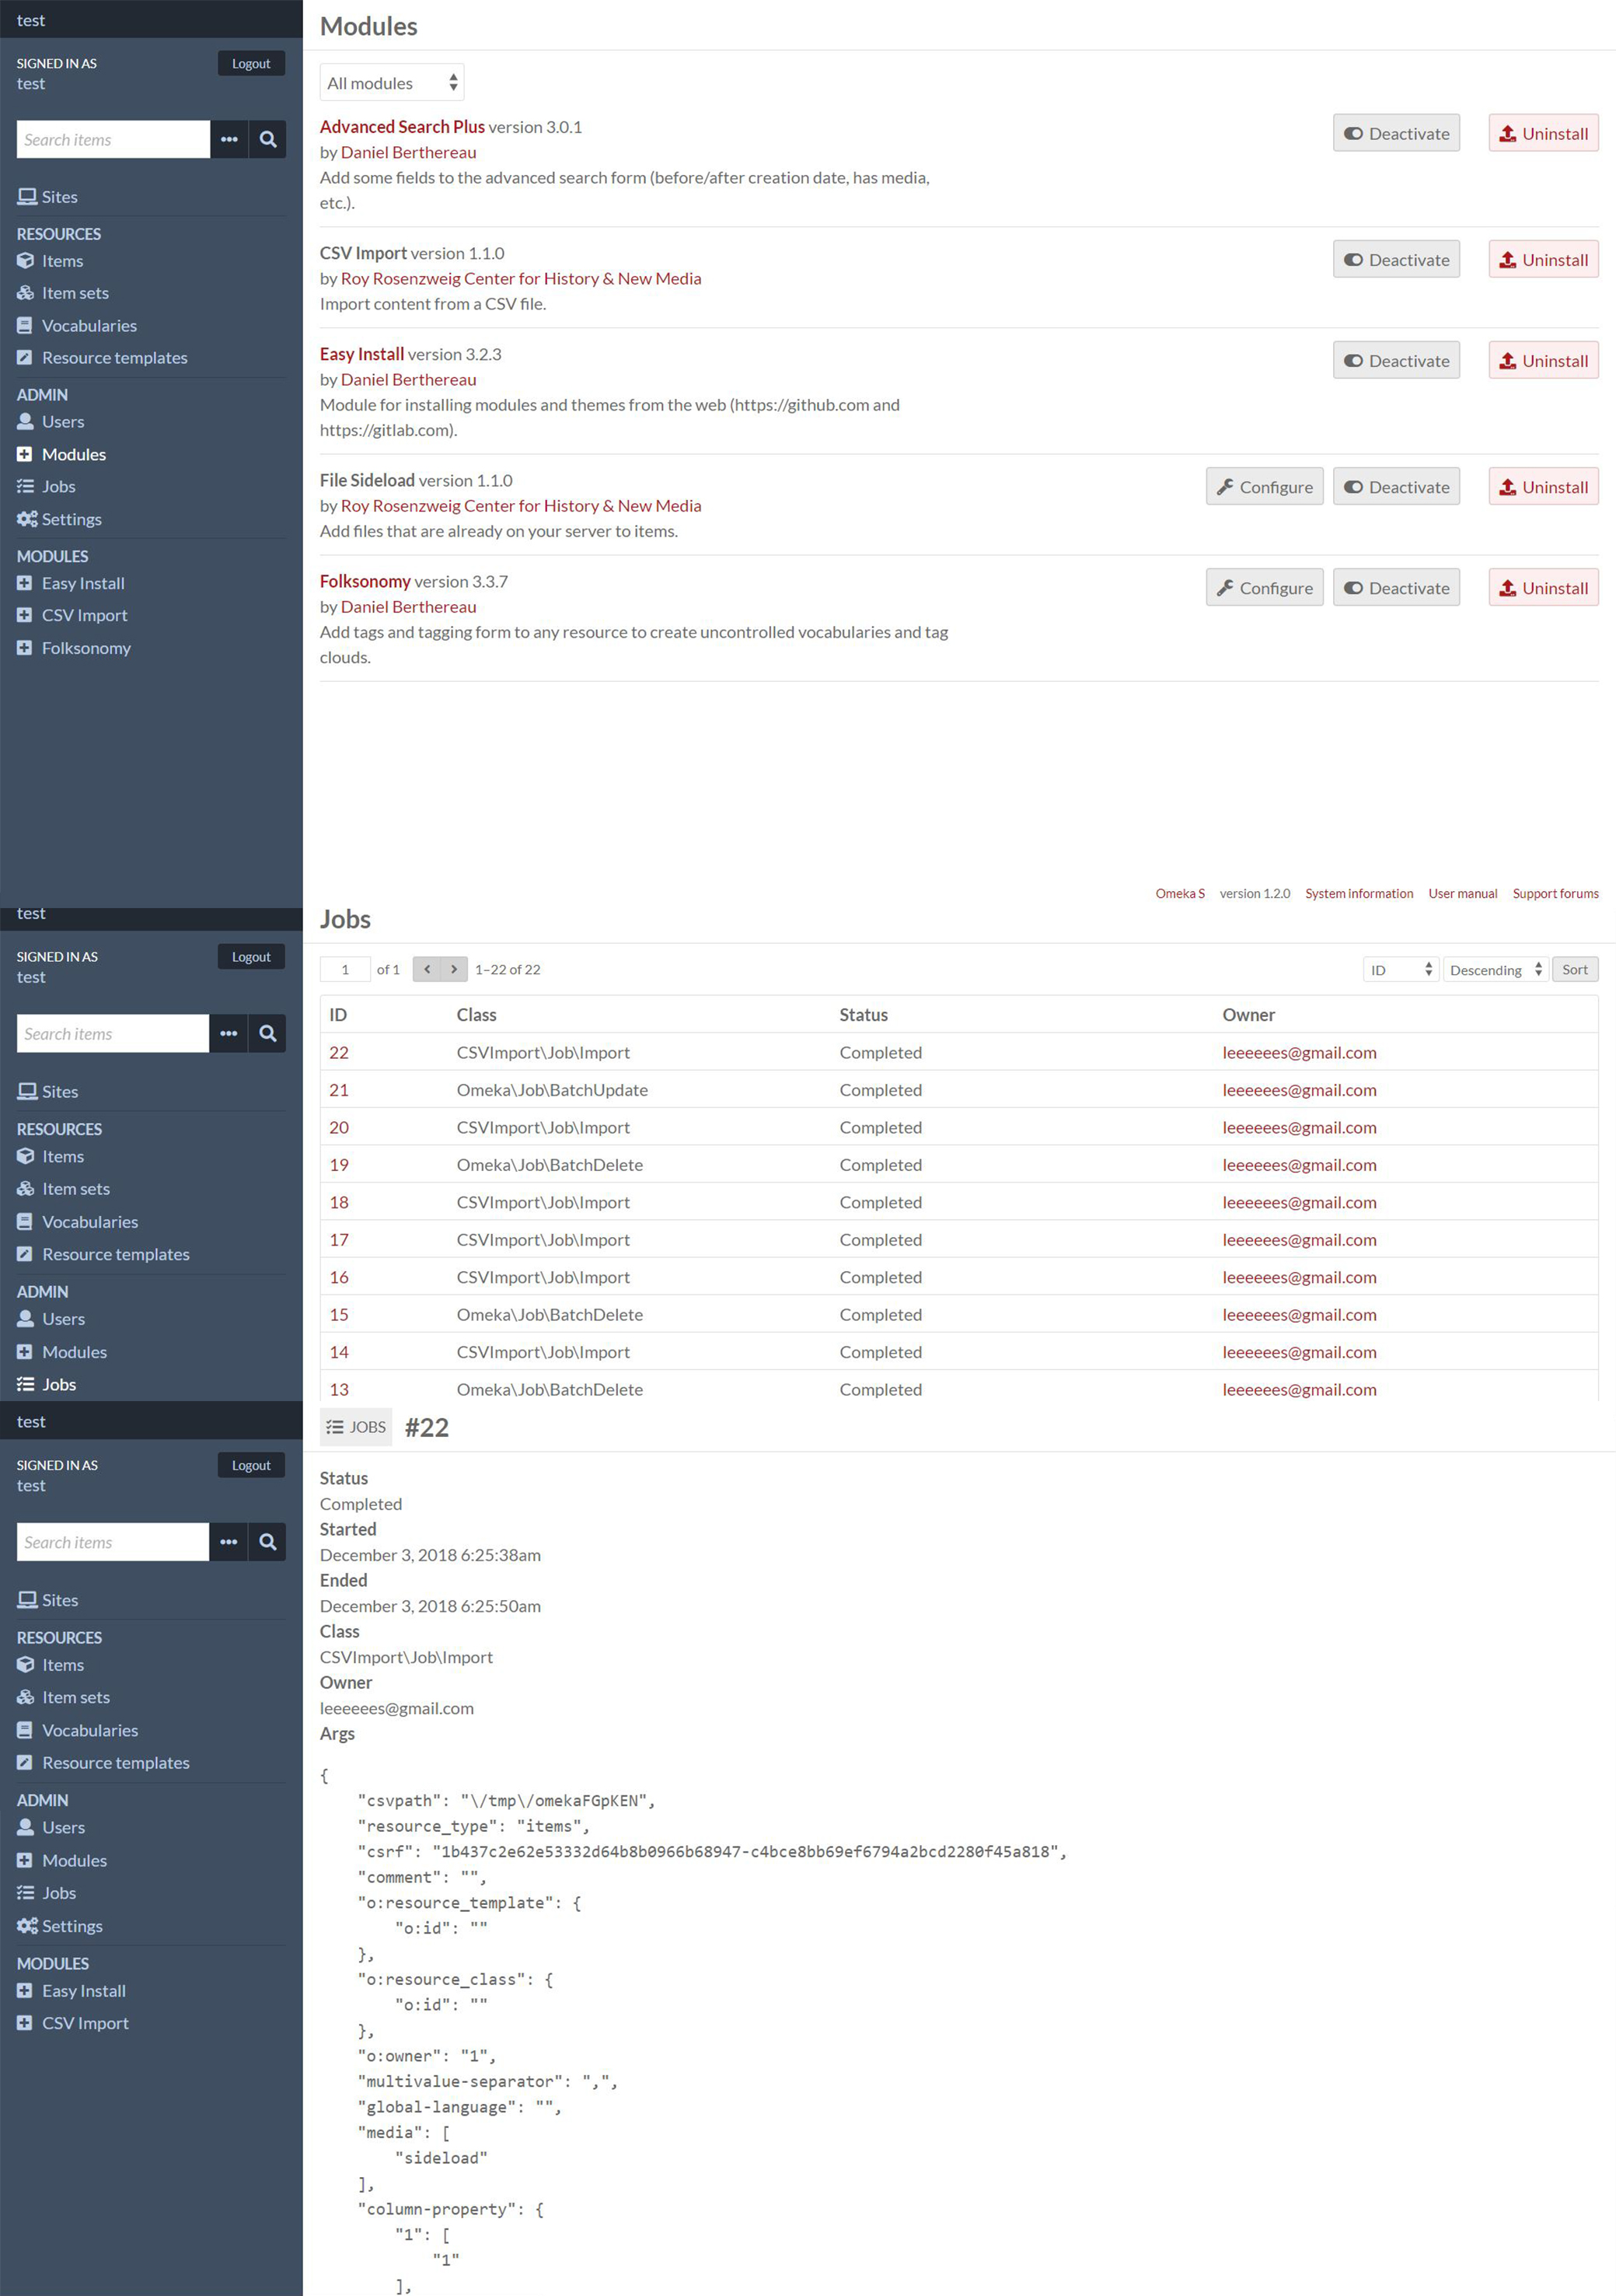 test
SIGNED IN AS
Logout
test
Search items
Sites
RESOURCES
Items
Item sets
Vocabularies
Resource templates
ADMIN
Users
Modules
Jobs
Settings
MODULES
Easy Install
CSV Import
Folksonomy
Modules
All modules
Advanced Search Plus version 3.0.1
Deactivate
Uninstall
by Daniel Berthereau
Add some fields to the advanced search form (before/after creation date, has media,
etc.).
CSV Import version 1.1.0
Deactivate
Uninstall
by Roy Rosenzweig Center for History & New Media
Import content from a CSV file.
Easy Install version 3.2.3
Deactivate
Uninstall
by Daniel Berthereau
Module for installing modules and themes from the web (https://github.com and
https://gitlab.com).
File Sideload version 1.1.0
Configure
Deactivate
Uninstall
by Roy Rosenzweig Center for History & New Media
Add files that are already on your server to items.
Folksonomy version 3.3.7
Configure
Deactivate
Uninstall
by Daniel Berthereau
Add tags and tagging form to any resource to create uncontrolled vocabularies and tag
clouds.
Omeka S version 1.2.0 System information User manual Support forums
test
SIGNED IN AS
Logout
test
Search items
Sites
RESOURCES
Items
Item sets
Vocabularies
Resource templates
ADMIN
Users
Modules
Jobs
Jobs
1 of 1 1–22 of 22
ID Descending Sort
ID Class Status Owner
22 CSVImport\Job\Import Completed leeeeees@gmail.com
21 Omeka\Job\BatchUpdate Completed leeeeees@gmail.com
20 CSVImport\Job\Import Completed leeeeees@gmail.com
19 Omeka\Job\BatchDelete Completed leeeeees@gmail.com
18 CSVImport\Job\Import Completed leeeeees@gmail.com
17 CSVImport\Job\Import Completed leeeeees@gmail.com
16 CSVImport\Job\Import Completed leeeeees@gmail.com
15 Omeka\Job\BatchDelete Completed leeeeees@gmail.com
14 CSVImport\Job\Import Completed leeeeees@gmail.com
13 Omeka\Job\BatchDelete Completed leeeeees@gmail.com
test
SIGNED IN AS
Logout
test
Search items
Sites
RESOURCES
Items
Item sets
Vocabularies
Resource templates
ADMIN
Users
Modules
Jobs
Settings
MODULES
Easy Install
CSV Import
JOBS #22
Status
Completed
Started
December 3, 2018 6:25:38am
Ended
December 3, 2018 6:25:50am
Class
CSVImport\Job\Import
Owner
leeeeees@gmail.com
Args
{
"csvpath": "\/tmp\/omekaFGpKEN",
"resource_type": "items",
"csrf": "1b437c2e62e53332d64b8b0966b68947-c4bce8bb69ef6794a2bcd2280f45a818",
"comment": "",
"o:resource_template": {
"o:id": ""
},
"o:resource_class": {
"o:id": ""
},
"o:owner": "1",
"multivalue-separator": ",",
"global-language": "",
"media": [
"sideload"
],
"column-property": {
"1": [
"1"
],